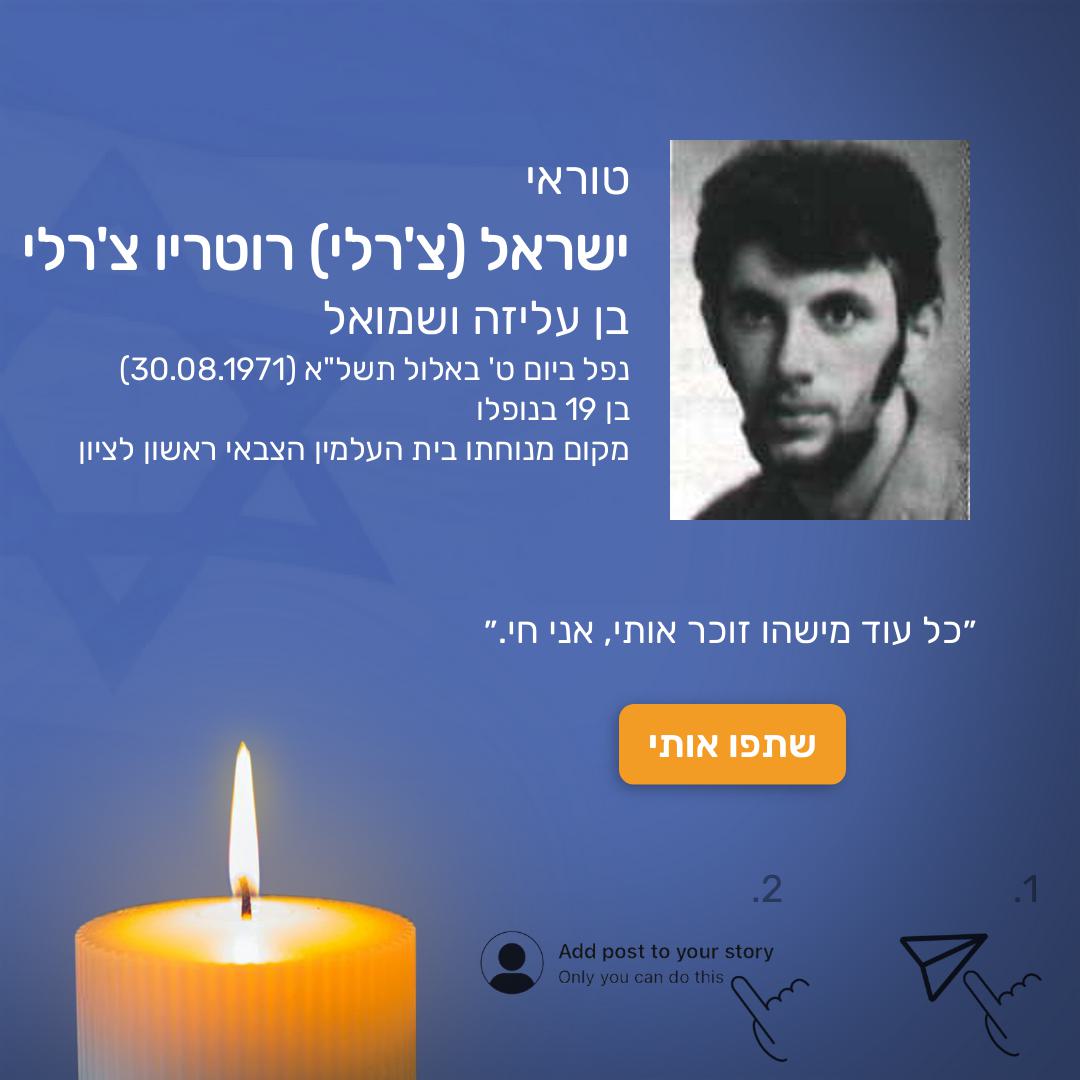 טוראי
ישראל (צ'רלי) רוטריו צ'רלי
בן עליזה ושמואל
נפל ביום ט' באלול תשל"א (30.08.1971)
בן 19 בנופלו
מקום מנוחתו בית העלמין הצבאי ראשון לציון
״כל עוד מישהו זוכר אותי, אני חי.״
שתפו אותי
.1
.2
Add post to your story
Only you can do this